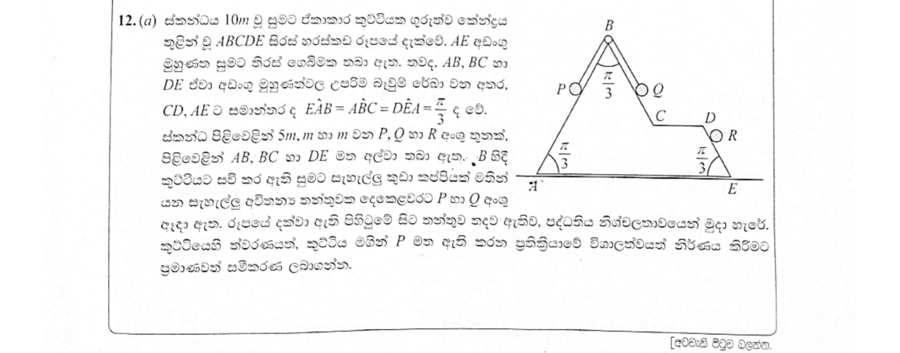 12.(a) ස්කන්ධය 10m වූ සුමට ඒකාකාර කුට්ටියක ගුරුත්ව කේන්ද්‍රය
තුළින් වූ ABCDE සිරස් හරස්කඩ රූපයේ දැක්වේ. AE අඩංගු
මුහුණත සුමට තිරස් ගෙබිමක තබා ඇත. තවද, AB, BC හා
DE ඒවා අඩංගු මුහුණත්වල උපරිම බෑවුම් රේඛා වන අතර,
CD, AE ට සමාන්තර ද EÂB = AB̂C = DÊA = π/3 ද වේ.
ස්කන්ධ පිළිවෙළින් 5m, m හා m වන P, Q හා R අංශු තුනක්,
පිළිවෙළින් AB, BC හා DE මත අල්වා තබා ඇත. B හිදී
කුට්ටියට සවි කර ඇති සුමට සැහැල්ලු කුඩා කප්පියක් මතින්
යන සැහැල්ලු අවිතන්‍ය තන්තුවක දෙකෙළවරට P හා Q අංශු
ඈඳා ඇත. රූපයේ දක්වා ඇති පිහිටුමේ සිට තන්තුව තදව ඇතිව, පද්ධතිය නිශ්චලතාවයෙන් මුදා හැරේ.
කුට්ටියෙහි ත්වරණයත්, කුට්ටිය මගින් P මත ඇති කරන ප්‍රතික්‍රියාවේ විශාලත්වයත් නිර්ණය කිරීමට
ප්‍රමාණවත් සමීකරණ ලබාගන්න.
B
P
π/3
Q
C
D
R
π/3
π/3
A
E
[අටවැනි පිටුව බලන්න.